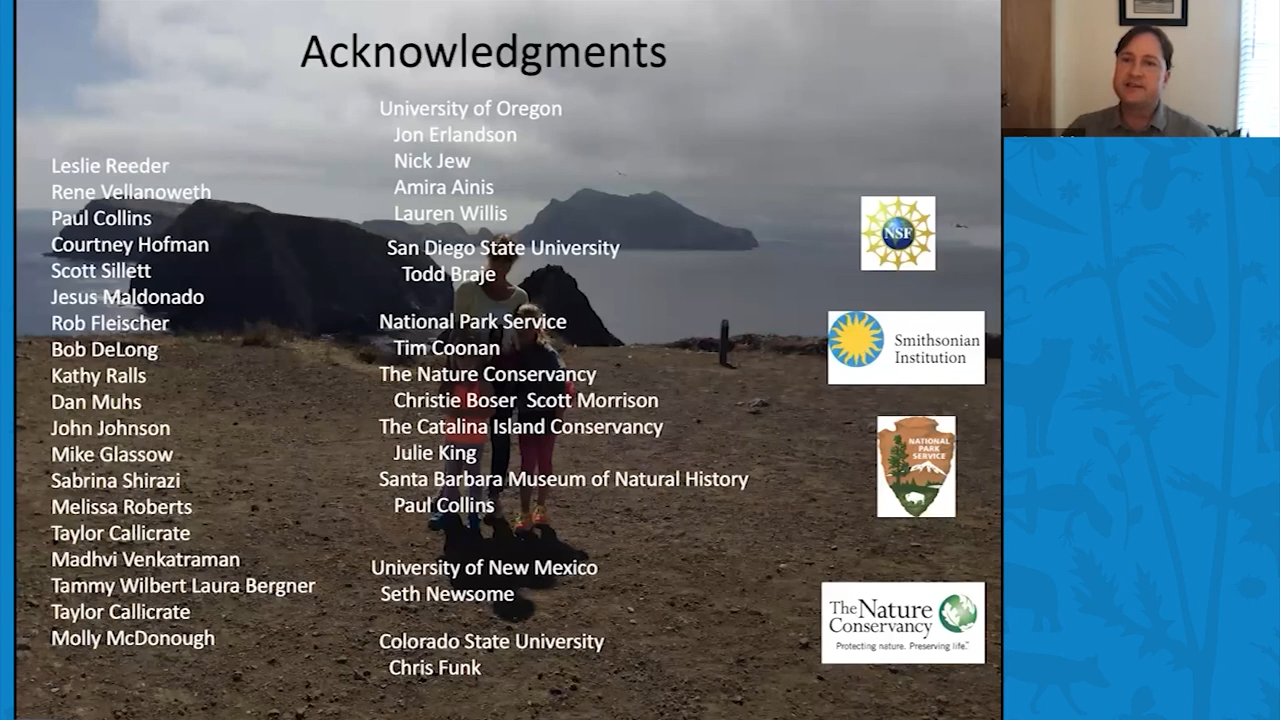 Acknowledgments
Leslie Reeder
Rene Vellanoweth
Paul Collins
Courtney Hofman
Scott Sillett
Jesus Maldonado
Rob Fleischer
Bob DeLong
Kathy Ralls
Dan Muhs
John Johnson
Mike Glassow
Sabrina Shirazi
Melissa Roberts
Taylor Callicrate
Madhvi Venkatraman
Tammy Wilbert Laura Bergner
Taylor Callicrate
Molly McDonough
University of Oregon
Jon Erlandson
Nick Jew
Amira Ainis
Lauren Willis
San Diego State University
Todd Braje
National Park Service
Tim Coonan
The Nature Conservancy
Christie Boser Scott Morrison
The Catalina Island Conservancy
Julie King
Santa Barbara Museum of Natural History
Paul Collins
University of New Mexico
Seth Newsome
Colorado State University
Chris Funk
NSF
Smithsonian
Institution
NATIONAL
PARK
SERVICE
The Nature
Conservancy
Protecting nature. Preserving life.™